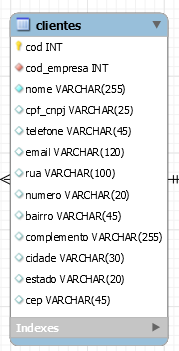 clientes
cod INT
cod_empresa INT
nome VARCHAR(255)
cpf_cnpj VARCHAR(25)
telefone VARCHAR(45)
email VARCHAR(120)
rua VARCHAR(100)
numero VARCHAR(20)
bairro VARCHAR(45)
complemento VARCHAR(255)
cidade VARCHAR(30)
estado VARCHAR(20)
cep VARCHAR(45)
Indexes